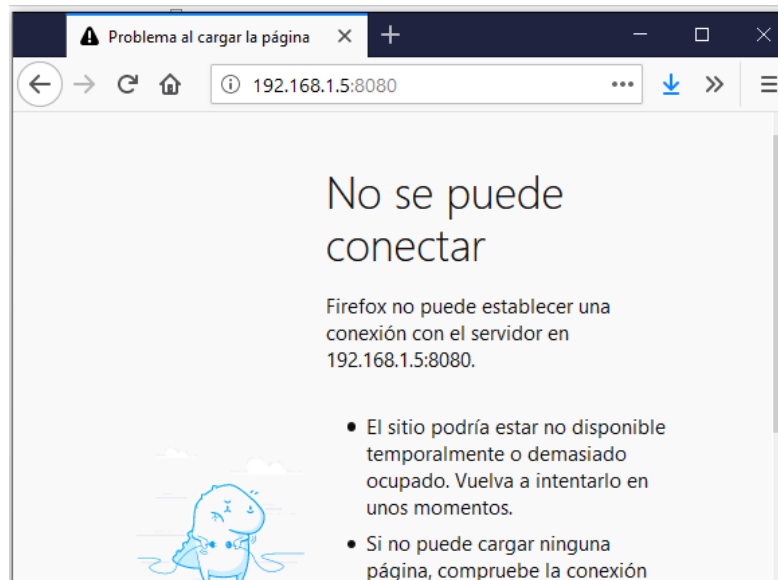 Problema al cargar la página
192.168.1.5:8080
No se puede
conectar
Firefox no puede establecer una
conexión con el servidor en
192.168.1.5:8080.
• El sitio podría estar no disponible
temporalmente o demasiado
ocupado. Vuelva a intentarlo en
unos momentos.
• Si no puede cargar ninguna
página, compruebe la conexión